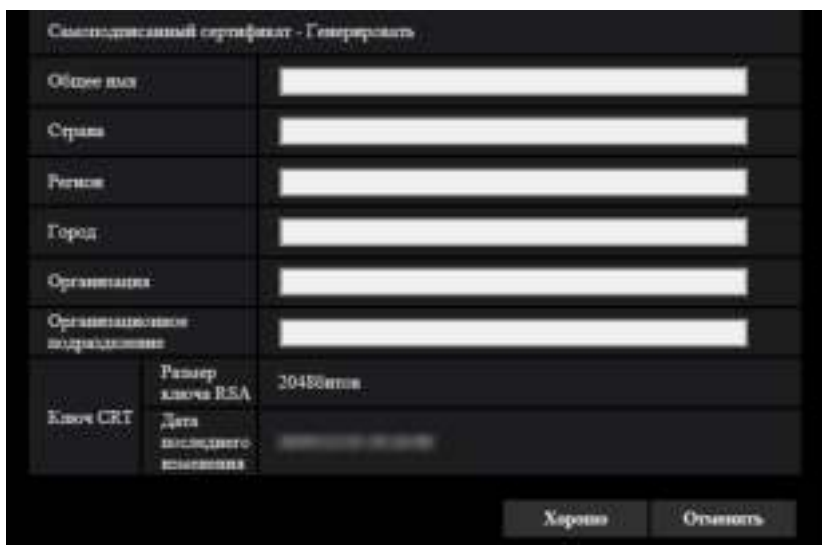 Самоподписанный сертификат - Генерировать
Общее имя
Страна
Регион
Город
Организация
Организационное
подразделение
Ключ CRT
Размер
ключа RSA
2048битов
Дата
последнего
изменения
Хорошо
Отменить